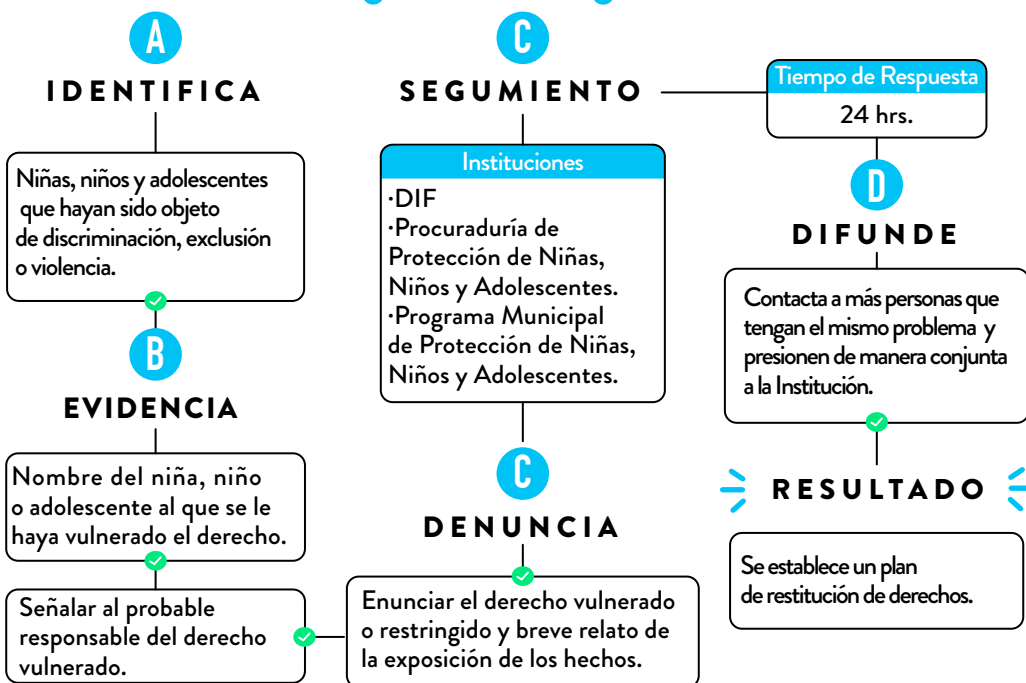 A
IDENTIFICA
Niñas, niños y adolescentes
que hayan sido objeto
de discriminación, exclusión
o violencia.
B
EVIDENCIA
Nombre del niña, niño
o adolescente al que se le
haya vulnerado el derecho.
Señalar al probable
responsable del derecho
vulnerado.
C
SEGUMIENTO
Instituciones
·DIF
·Procuraduría de
Protección de Niñas,
Niños y Adolescentes.
·Programa Municipal
de Protección de Niñas,
Niños y Adolescentes.
C
DENUNCIA
Enunciar el derecho vulnerado
o restringido y breve relato de
la exposición de los hechos.
Tiempo de Respuesta
24 hrs.
D
DIFUNDE
Contacta a más personas que
tengan el mismo problema y
presionen de manera conjunta
a la Institución.
RESULTADO
Se establece un plan
de restitución de derechos.